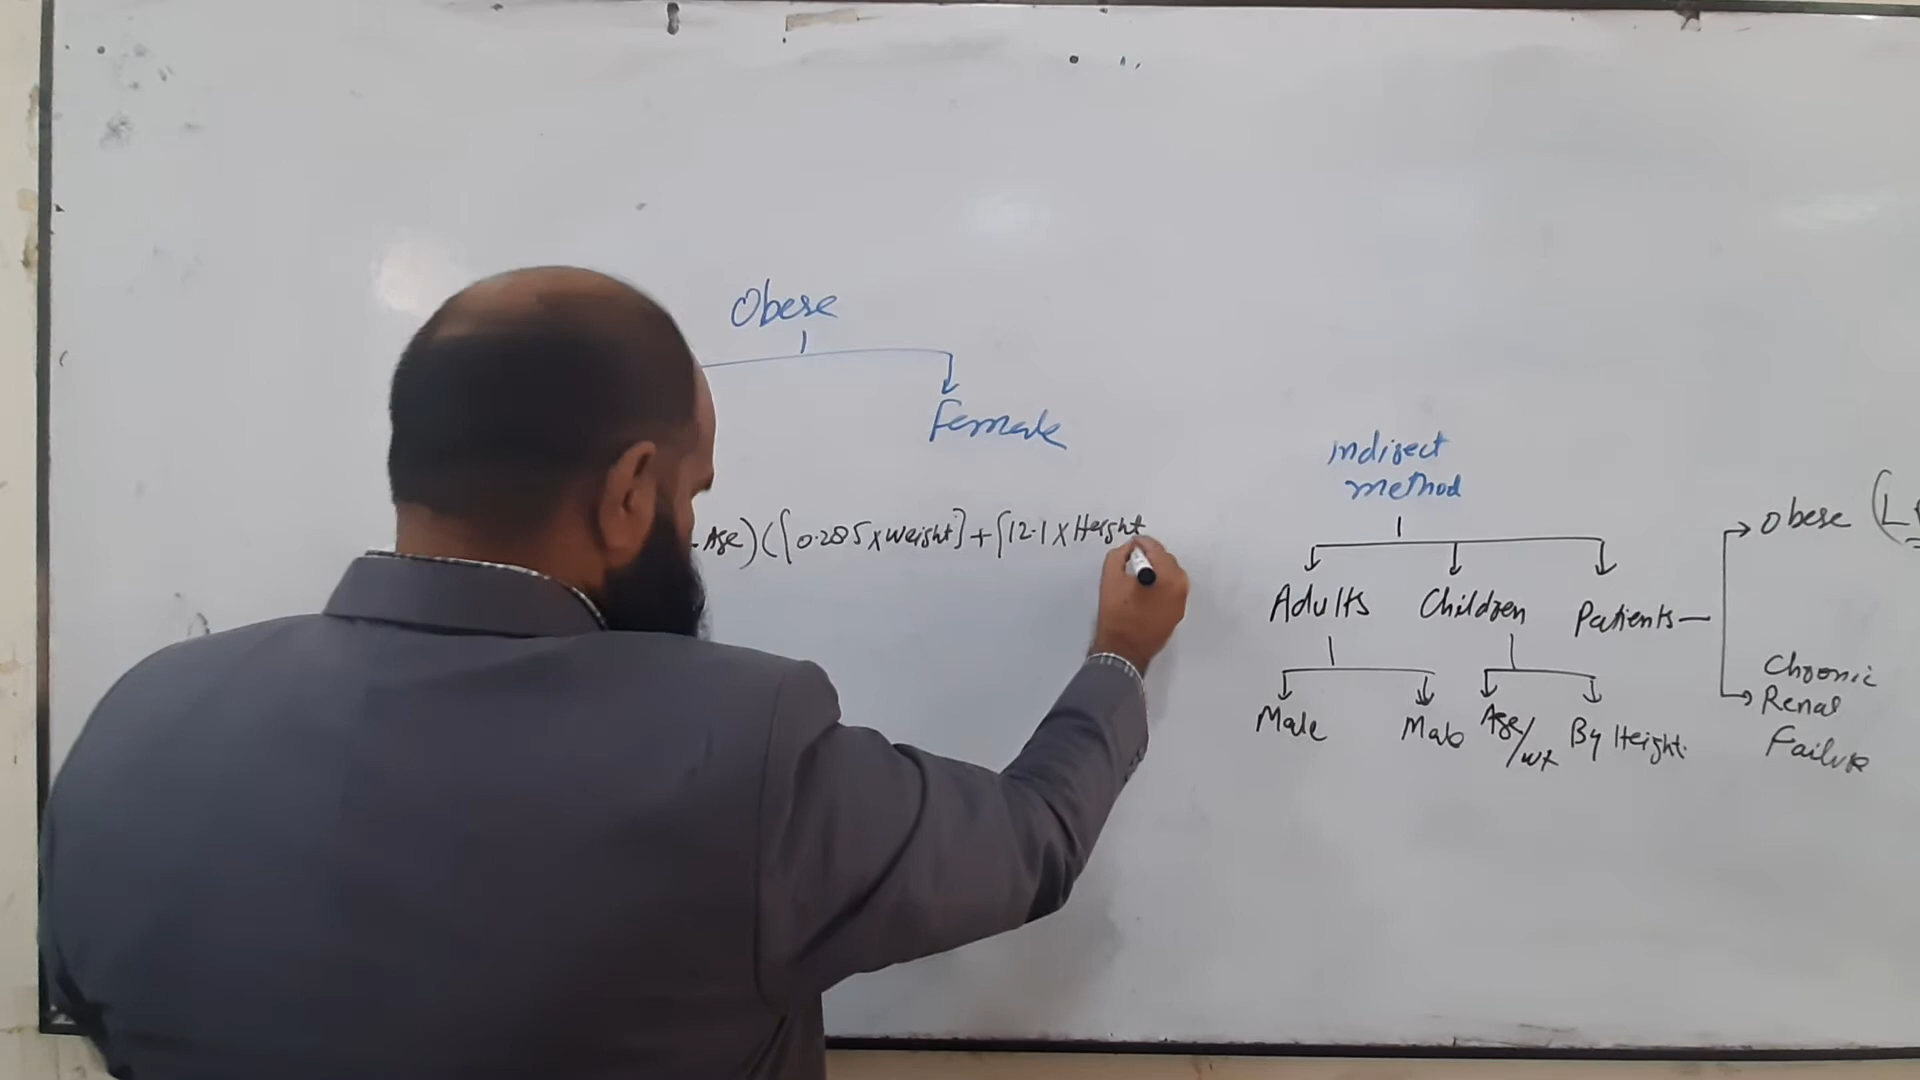 Obese
Female
- Age) ([0.285 x weight] + [12.1 x Height
Indirect
method
Adults
Children
Patients
Male
Male
Age/wt
By Height.
Obese (L
Chronic
Renal
Failure